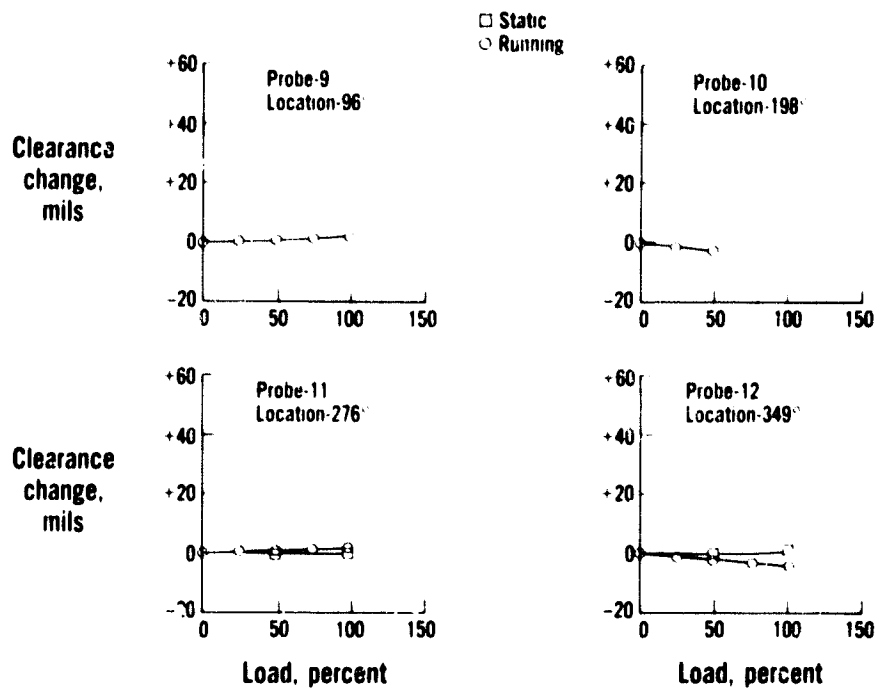 Static
Running
+60
+40
+20
0
-20
0
50
100
150
Probe-9
Location-96°
Clearance
change,
mils
+60
+40
+20
0
-20
0
50
100
150
Probe-10
Location-198°
+60
+40
+20
0
0
50
100
150
Probe-11
Location-276°
Clearance
change,
mils
Load, percent
+60
+40
+20
0
-20
0
50
100
150
Probe-12
Location-349°
Load, percent